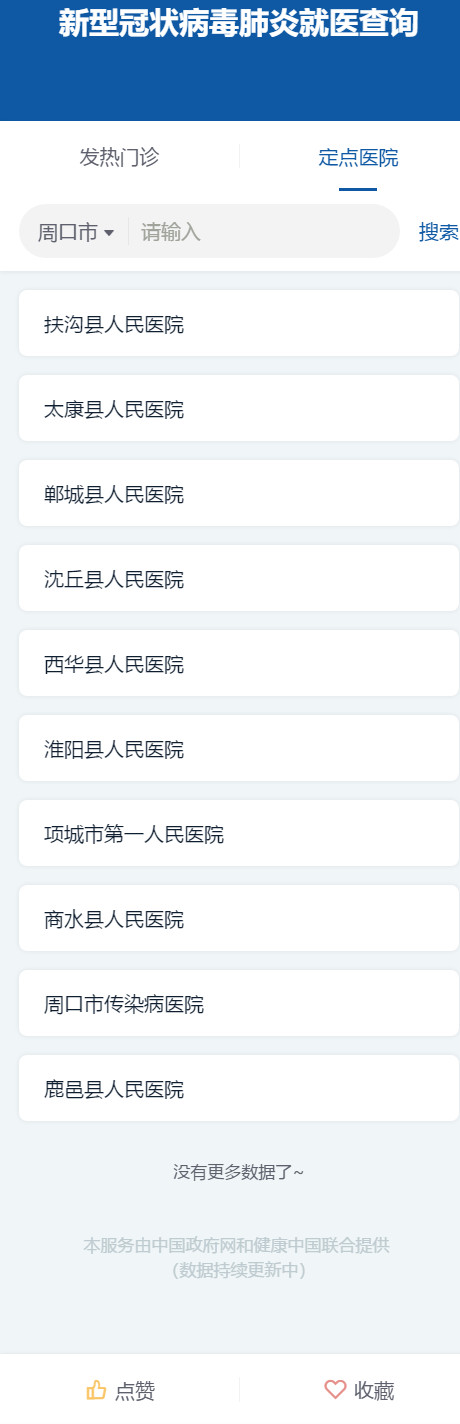 新型冠状病毒肺炎就医查询
发热门诊
定点医院
周口市
请输入
搜索
扶沟县人民医院
太康县人民医院
郸城县人民医院
沈丘县人民医院
西华县人民医院
淮阳县人民医院
项城市第一人民医院
商水县人民医院
周口市传染病医院
鹿邑县人民医院
没有更多数据了~
本服务由中国政府网和健康中国联合提供
（数据持续更新中）
点赞
收藏